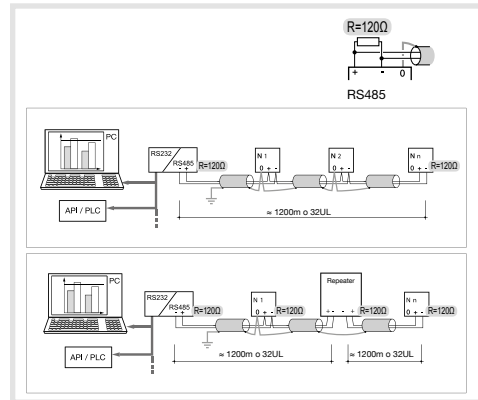 R=120Ω
+ - 0
RS485
PC
RS232
RS485
- +
R=120Ω
N 1
0 + -
N 2
0 + -
N n
0 + -
R=120Ω
API / PLC
≈ 1200m o 32UL
PC
RS232
RS485
- +
R=120Ω
N 1
0 + -
R=120Ω
Repeater
+ - - +
R=120Ω
N n
0 + -
R=120Ω
API / PLC
≈ 1200m o 32UL
≈ 1200m o 32UL